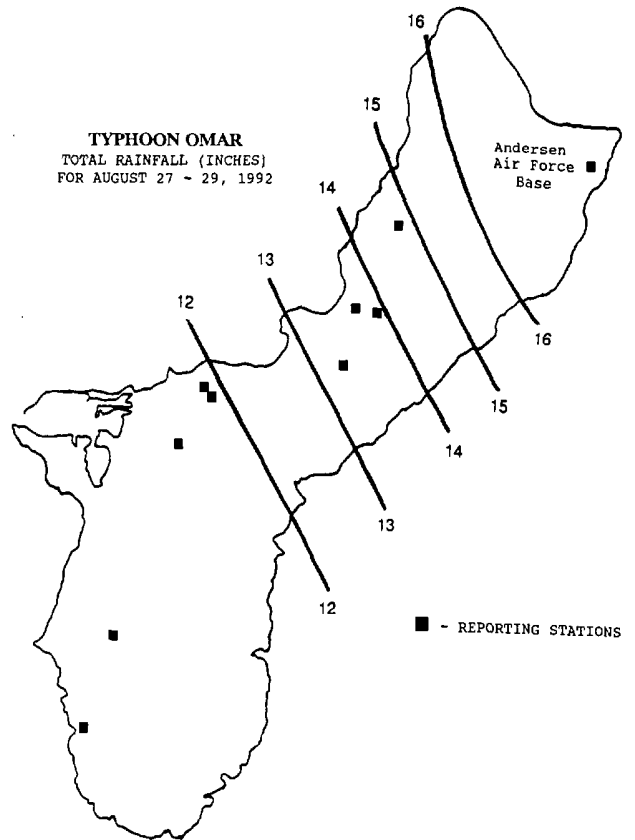 TYPHOON OMAR
TOTAL RAINFALL (INCHES)
FOR AUGUST 27 - 29, 1992
16
15
14
13
12
Andersen
Air Force
Base
16
15
14
13
12
■ - REPORTING STATIONS